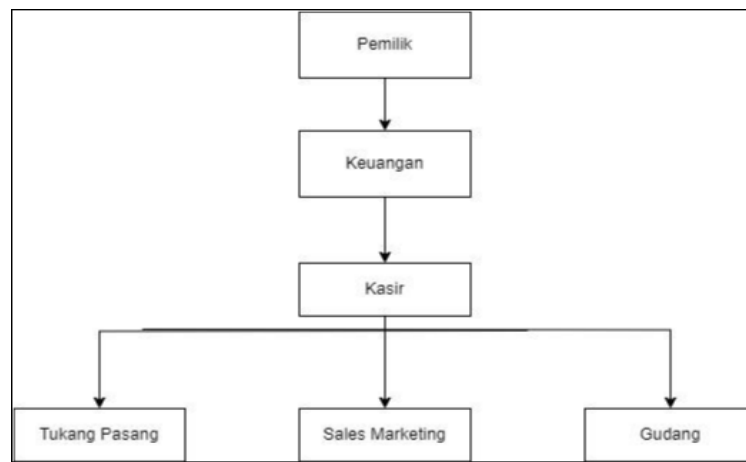 Pemilik
Keuangan
Kasir
Tukang Pasang
Sales Marketing
Gudang